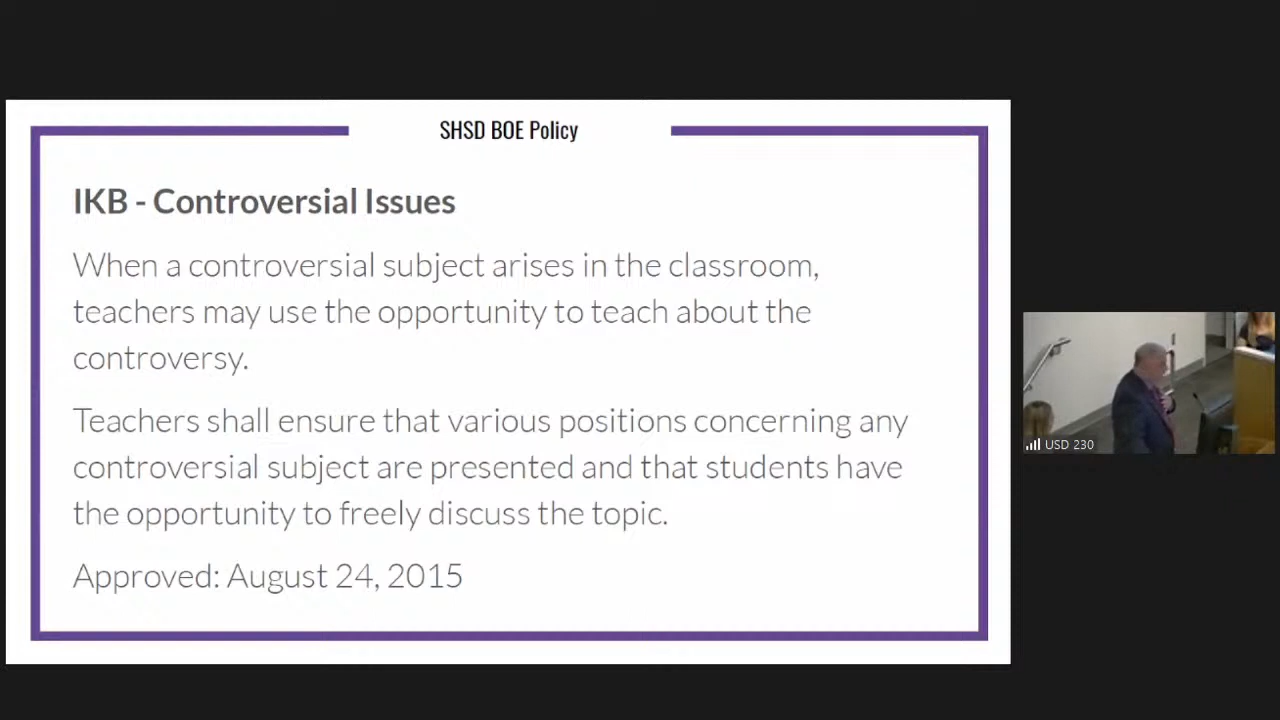 SHSD BOE Policy
IKB - Controversial Issues
When a controversial subject arises in the classroom,
teachers may use the opportunity to teach about the
controversy.
Teachers shall ensure that various positions concerning any
controversial subject are presented and that students have
the opportunity to freely discuss the topic.
Approved: August 24, 2015
USD 230